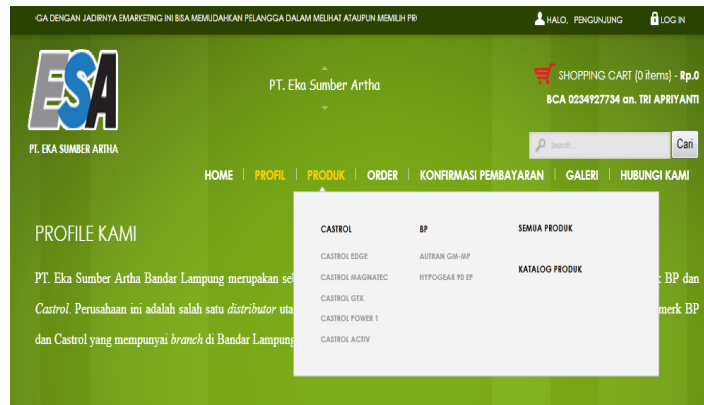 GA DENGAN JADIRNYA EMARKETING INI BISA MEMUDAHKAN PELANGGA DALAM MELIHAT ATAUPUN MEMILIH PR
HALO, PENGUNJUNG
LOG IN
ESA
PT. EKA SUMBER ARTHA
PT. Eka Sumber Artha
SHOPPING CART (0 items) - Rp.0
BCA 0234927734 an. TRI APRIYANTI
search...
Cari
HOME | PROFIL | PRODUK | ORDER | KONFIRMASI PEMBAYARAN | GALERI | HUBUNGI KAMI
CASTROL
CASTROL EDGE
CASTROL MAGNATEC
CASTROL GTX
CASTROL POWER 1
CASTROL ACTIV
BP
AUTRAN GM-MP
HYPOGEAR 90 EP
SEMUA PRODUK
KATALOG PRODUK
PROFILE KAMI
PT. Eka Sumber Artha Bandar Lampung merupakan sel k BP dan
Castrol. Perusahaan ini adalah salah satu distributor uta merk BP
dan Castrol yang mempunyai branch di Bandar Lampung